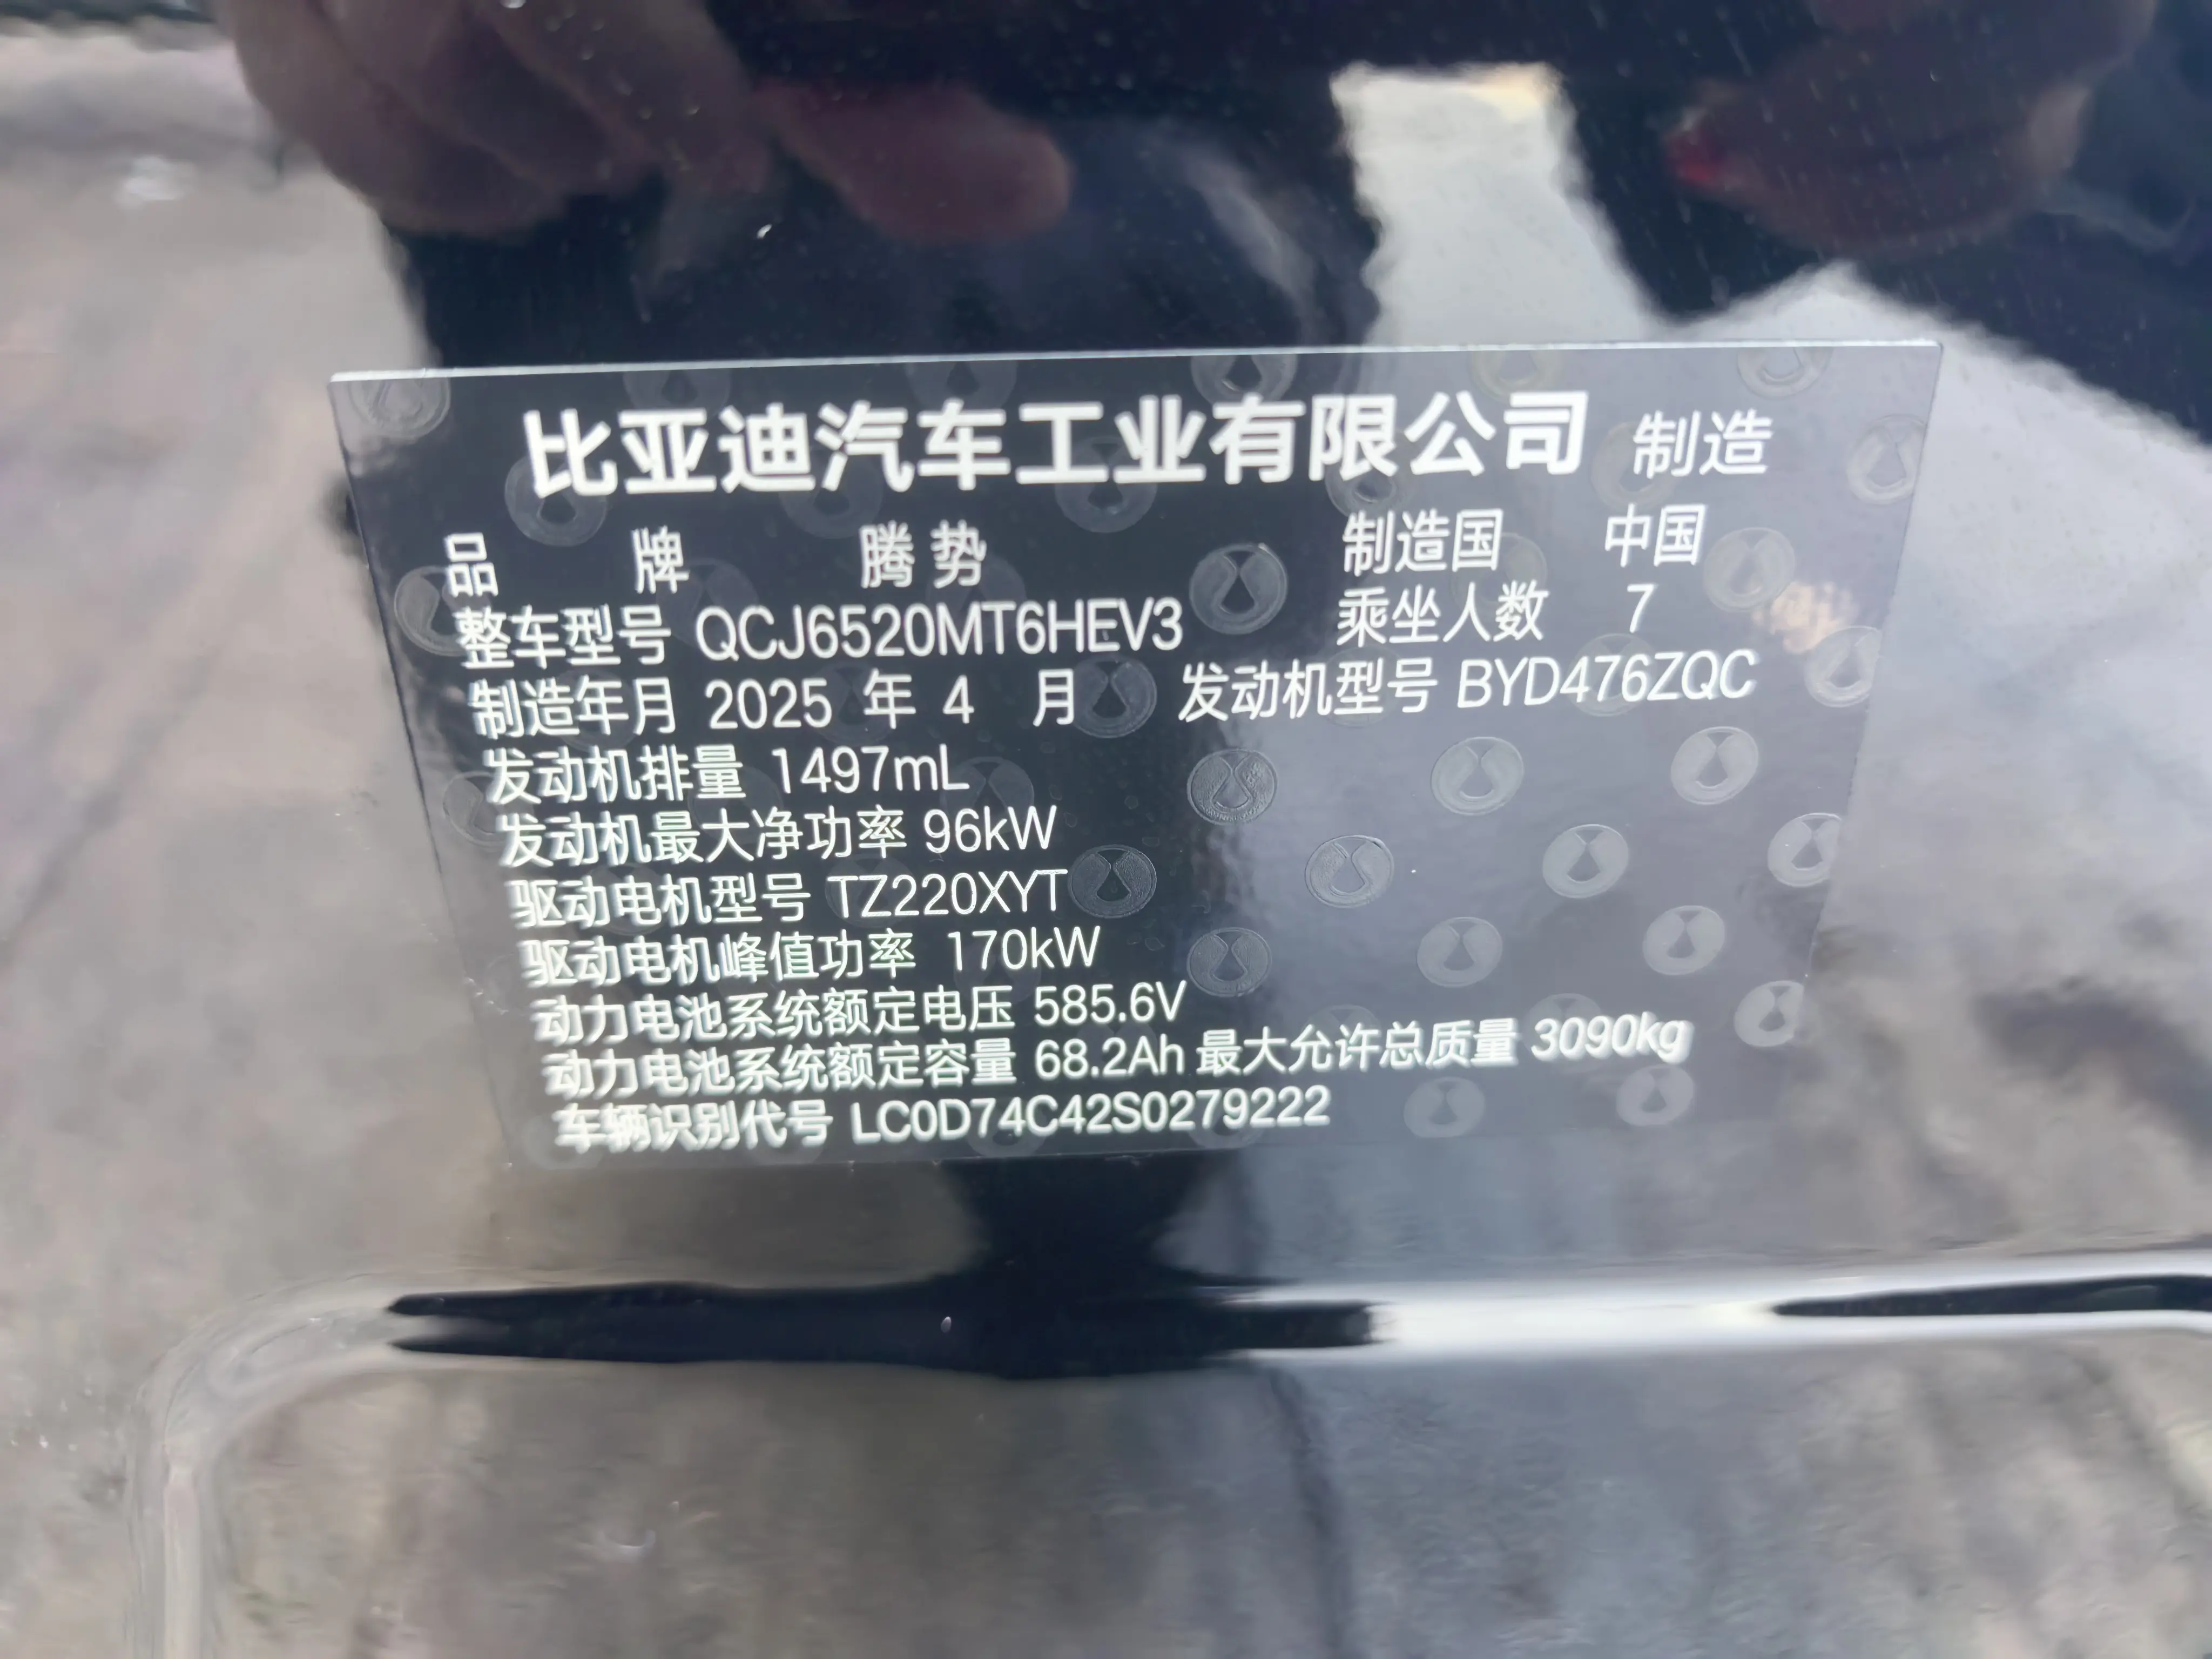 比亚迪汽车工业有限公司 制造
品 牌 腾势 制造国 中国
整车型号 QCJ6520MT6HEV3 乘坐人数 7
制造年月 2025 年 4 月 发动机型号 BYD476ZQC
发动机排量 1497mL
发动机最大净功率 96kW
驱动电机型号 TZ220XYT
驱动电机峰值功率 170kW
动力电池系统额定电压 585.6V
动力电池系统额定容量 68.2Ah 最大允许总质量 3090kg
车辆识别代号 LC0D74C42S0279222